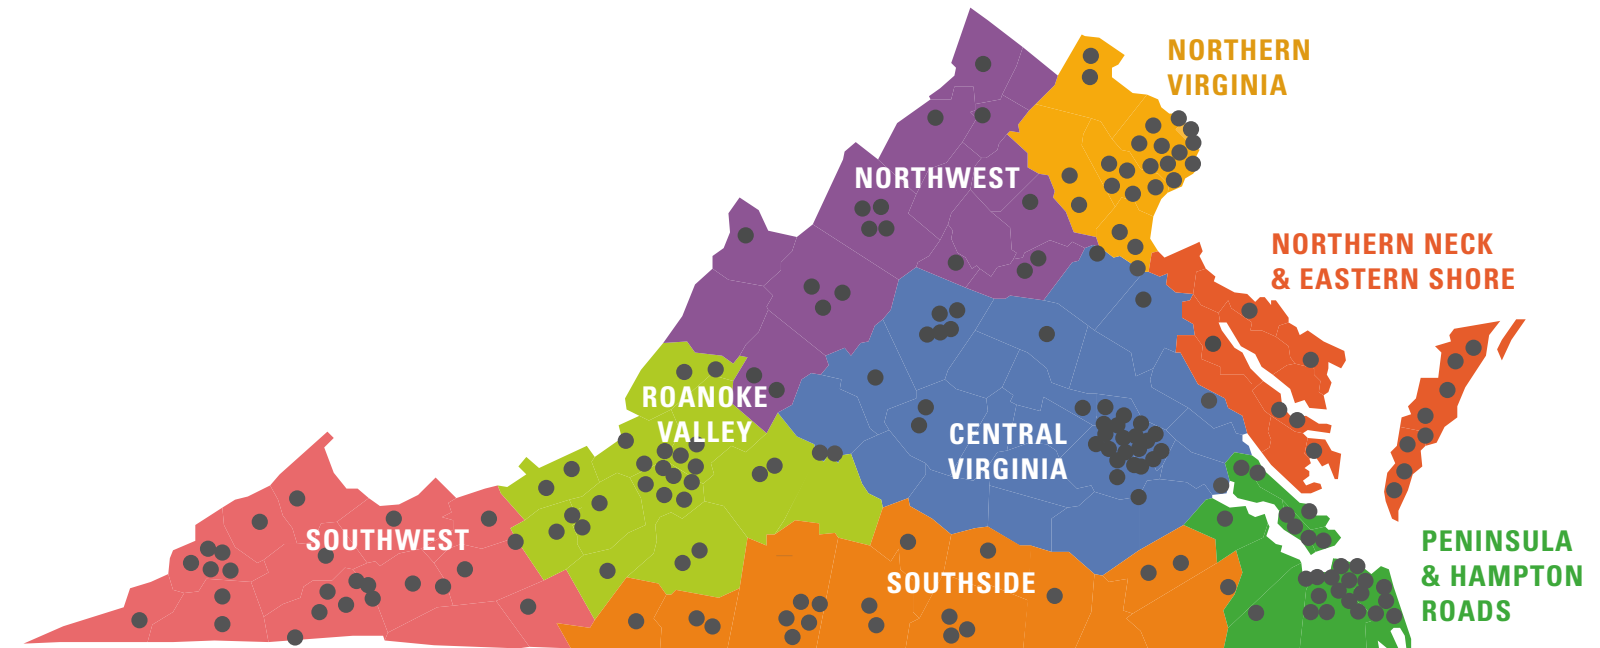 NORTHERN
VIRGINIA
NORTHWEST
NORTHERN NECK
& EASTERN SHORE
ROANOKE
VALLEY
CENTRAL
VIRGINIA
SOUTHWEST
SOUTHSIDE
PENINSULA
& HAMPTON
ROADS